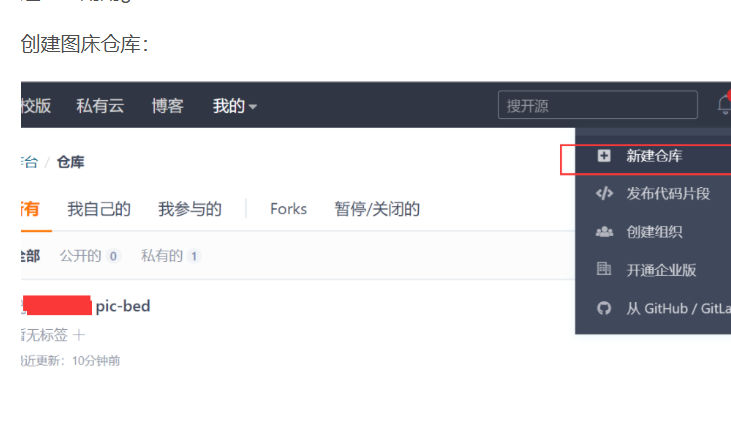 创建图床仓库：
校版 私有云 博客 我的 搜开源
台 / 仓库
新建仓库
发布代码片段
创建组织
开通企业版
从 GitHub / GitLa
所有 我自己的 我参与的 Forks 暂停/关闭的
全部 公开的 0 私有的 1
pic-bed
暂无标签
最近更新：10分钟前